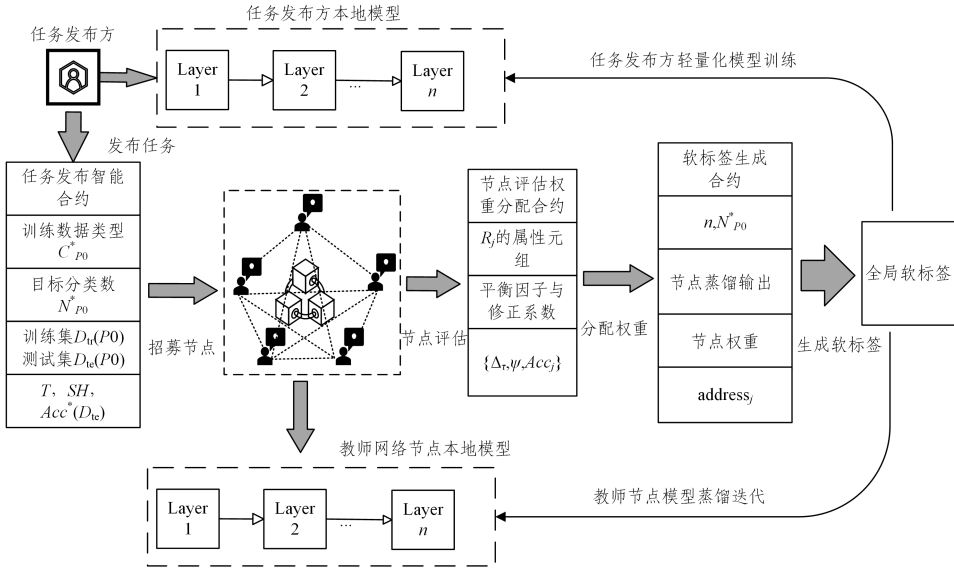 任务发布方
任务发布方本地模型
Layer
1
Layer
2
...
Layer
n
任务发布方轻量化模型训练
发布任务
任务发布智能
合约
训练数据类型
C*P0
目标分类数
N*P0
训练集Dtr(P0)
测试集Dte(P0)
T, SH,
Acc*(Dte)
招募节点
节点评估
节点评估权
重分配合约
Rj的属性元
组
平衡因子与
修正系数
{Δτ,ψ,Accj}
分配权重
软标签生成
合约
n,N*P0
节点蒸馏输出
节点权重
addressj
生成软标签
全局软标签
教师网络节点本地模型
Layer
1
Layer
2
...
Layer
n
教师节点模型蒸馏迭代